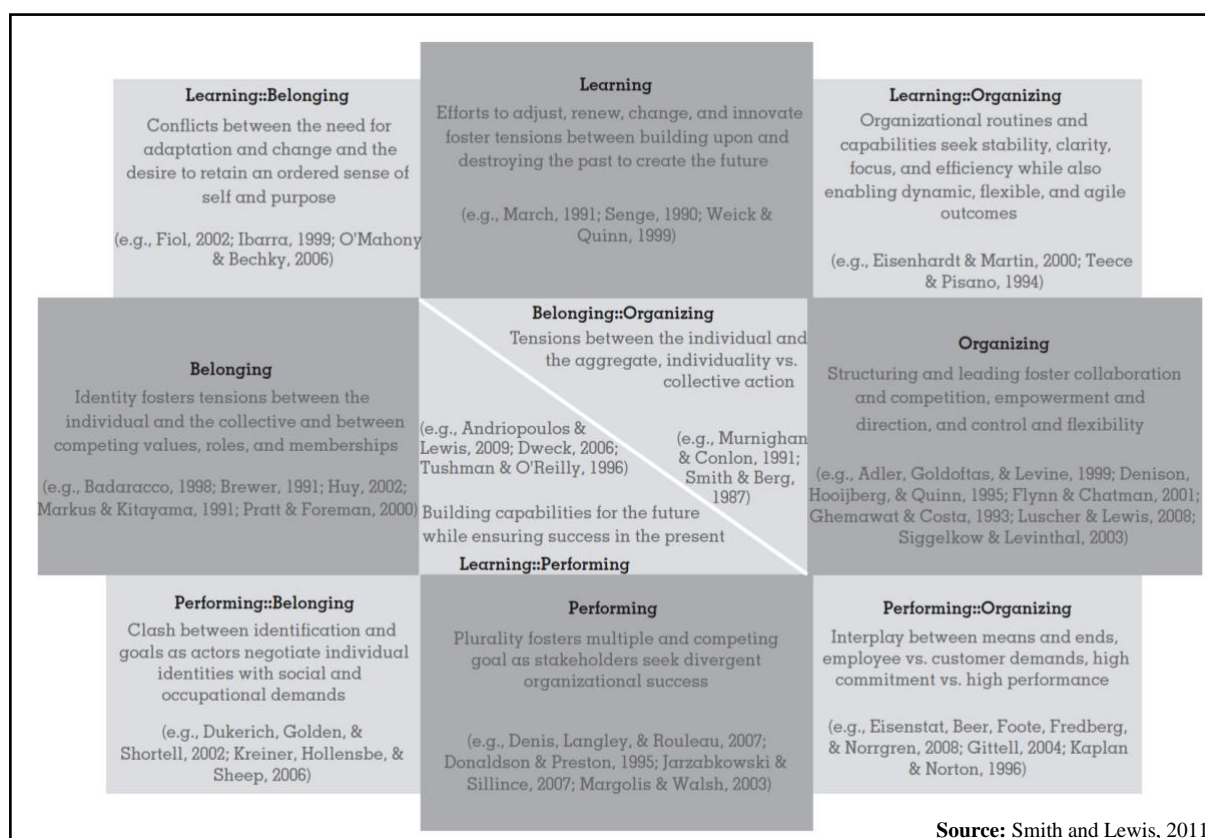 Learning::Belonging
Conflicts between the need for
adaptation and change and the
desire to retain an ordered sense of
self and purpose
(e.g., Fiol, 2002; Ibarra, 1999; O'Mahony
& Bechky, 2006)
Learning
Efforts to adjust, renew, change, and innovate
foster tensions between building upon and
destroying the past to create the future
(e.g., March, 1991; Senge, 1990; Weick &
Quinn, 1999)
Learning::Organizing
Organizational routines and
capabilities seek stability, clarity,
focus, and efficiency while also
enabling dynamic, flexible, and agile
outcomes
(e.g., Eisenhardt & Martin, 2000; Teece
& Pisano, 1994)
Belonging
Identity fosters tensions between the
individual and the collective and between
competing values, roles, and memberships
(e.g., Badaracco, 1998; Brewer, 1991; Huy, 2002;
Markus & Kitayama, 1991; Pratt & Foreman, 2000)
Belonging::Organizing
Tensions between the individual and
the aggregate, individuality vs.
collective action
(e.g., Murnighan
& Conlon, 1991;
Smith & Berg,
1987)
(e.g., Andriopoulos &
Lewis, 2009; Dweck, 2006;
Tushman & O'Reilly, 1996)
Building capabilities for the future
while ensuring success in the present
Learning::Performing
Organizing
Structuring and leading foster collaboration
and competition, empowerment and
direction, and control and flexibility
(e.g., Adler, Goldoftas, & Levine, 1999; Denison,
Hooijberg, & Quinn, 1995; Flynn & Chatman, 2001;
Ghemawat & Costa, 1993; Luscher & Lewis, 2008;
Siggelkow & Levinthal, 2003)
Performing::Belonging
Clash between identification and
goals as actors negotiate individual
identities with social and
occupational demands
(e.g., Dukerich, Golden, &
Shortell, 2002; Kreiner, Hollensbe, &
Sheep, 2006)
Performing
Plurality fosters multiple and competing
goal as stakeholders seek divergent
organizational success
(e.g., Denis, Langley, & Rouleau, 2007;
Donaldson & Preston, 1995; Jarzabkowski &
Sillince, 2007; Margolis & Walsh, 2003)
Performing::Organizing
Interplay between means and ends,
employee vs. customer demands, high
commitment vs. high performance
(e.g., Eisenstat, Beer, Foote, Fredberg,
& Norrgren, 2008; Gittell, 2004; Kaplan
& Norton, 1996)
Source: Smith and Lewis, 2011